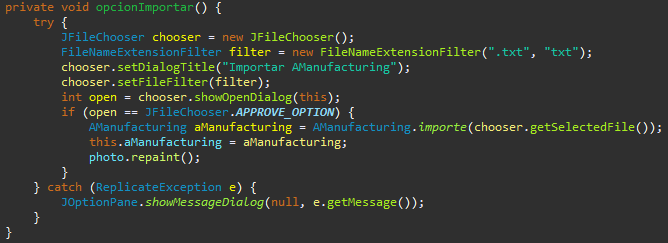 private void opcionImportar() {
    try {
        JFileChooser chooser = new JFileChooser();
        FileNameExtensionFilter filter = new FileNameExtensionFilter(".txt", "txt");
        chooser.setDialogTitle("Importar AManufacturing");
        chooser.setFileFilter(filter);
        int open = chooser.showOpenDialog(this);
        if (open == JFileChooser.APPROVE_OPTION) {
            AManufacturing aManufacturing = AManufacturing.importe(chooser.getSelectedFile());
            this.aManufacturing = aManufacturing;
            photo.repaint();
        }
    } catch (ReplicateException e) {
        JOptionPane.showMessageDialog(null, e.getMessage());
    }
}